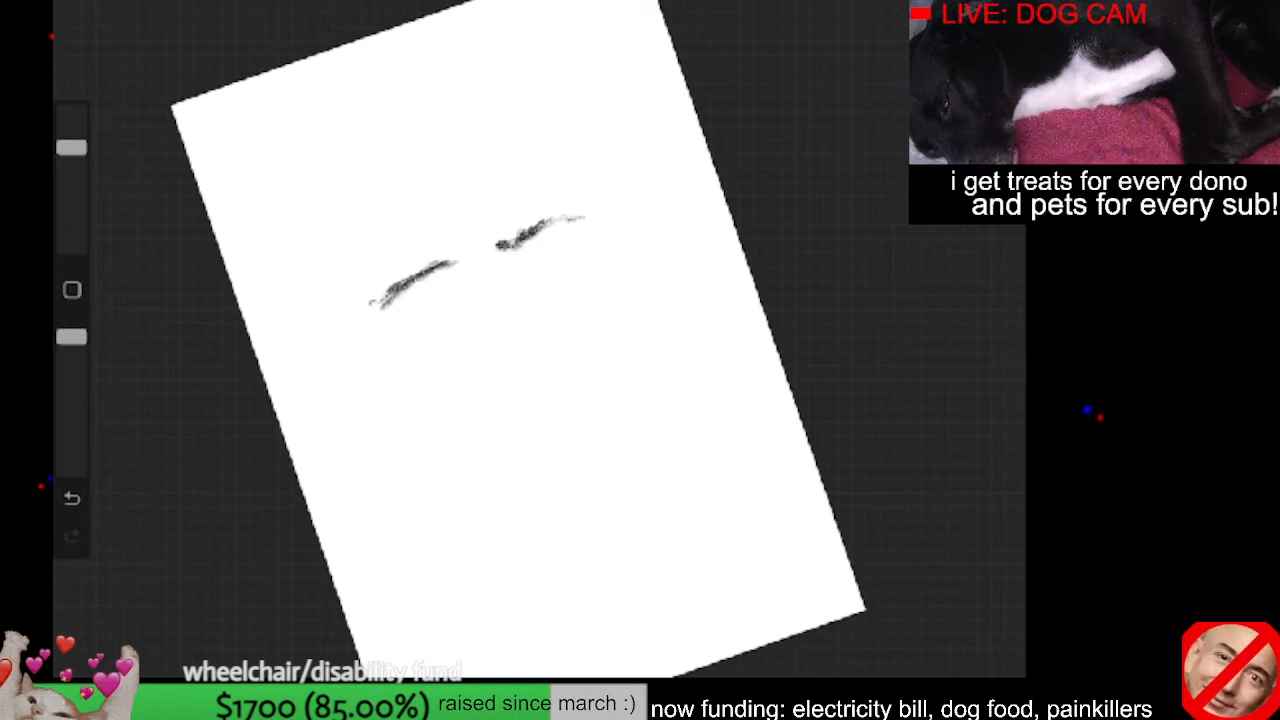 LIVE: DOG CAM
i get treats for every dono
and pets for every sub!
wheelchair/disability fund
$1700 (85.00%) raised since march :)
now funding: electricity bill, dog food, painkillers